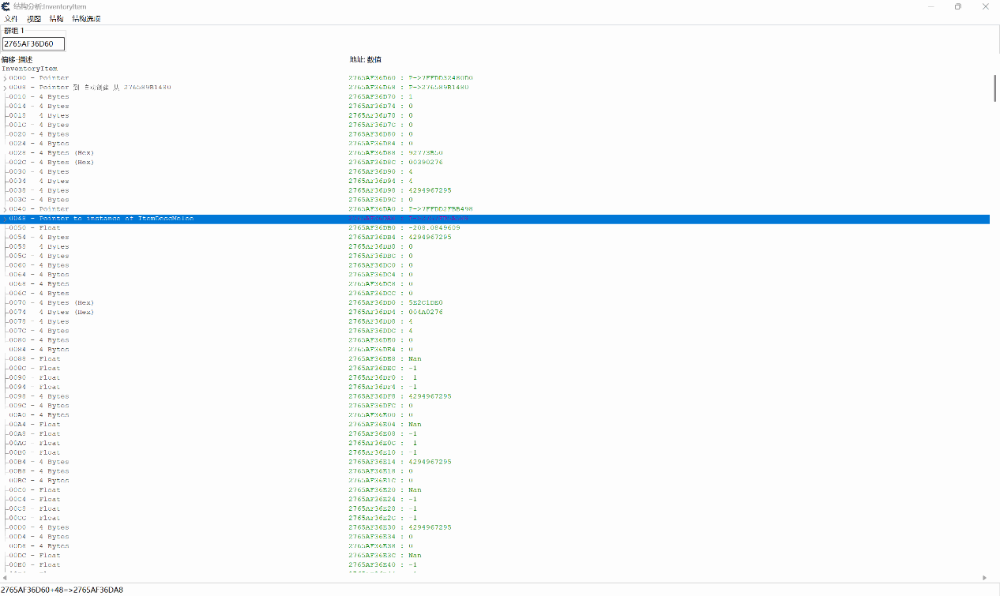 结构分析:InventoryItem
文件 视图 结构 结构选项
群组 1
2765AF36D60
偏移-描述 地址: 数值
InventoryItem
0000 - Pointer 2765AF36D60 : P->7FFDD32480D0
0008 - Pointer 到 自动创建 从 276589B1480 2765AF36D68 : P->276589B1480
0010 - 4 Bytes 2765AF36D70 : 1
0014 - 4 Bytes 2765AF36D74 : 0
0018 - 4 Bytes 2765AF36D78 : 0
001C - 4 Bytes 2765AF36D7C : 0
0020 - 4 Bytes 2765AF36D80 : 0
0024 - 4 Bytes 2765AF36D84 : 0
0028 - 4 Bytes (Hex) 2765AF36D88 : 92773B50
002C - 4 Bytes (Hex) 2765AF36D8C : 00390276
0030 - 4 Bytes 2765AF36D90 : 4
0034 - 4 Bytes 2765AF36D94 : 4
0038 - 4 Bytes 2765AF36D98 : 4294967295
003C - 4 Bytes 2765AF36D9C : 0
0040 - Pointer 2765AF36DA0 : P->7FFDD2FBB498
0048 - Pointer to instance of ItemDescMelee 2765AF36DA8 :
0050 - Float 2765AF36DB0 : -208.0849609
0054 - 4 Bytes 2765AF36DB4 : 4294967295
0058 - 4 Bytes 2765AF36DB8 : 0
005C - 4 Bytes 2765AF36DBC : 0
0060 - 4 Bytes 2765AF36DC0 : 0
0064 - 4 Bytes 2765AF36DC4 : 0
0068 - 4 Bytes 2765AF36DC8 : 0
006C - 4 Bytes 2765AF36DCC : 0
0070 - 4 Bytes (Hex) 2765AF36DD0 : 5E2C1DE0
0074 - 4 Bytes (Hex) 2765AF36DD4 : 004A0276
0078 - 4 Bytes 2765AF36DD8 : 4
007C - 4 Bytes 2765AF36DDC : 4
0080 - 4 Bytes 2765AF36DE0 : 0
0084 - 4 Bytes 2765AF36DE4 : 0
0088 - Float 2765AF36DE8 : Nan
008C - Float 2765AF36DEC : -1
0090 - Float 2765AF36DF0 : -1
0094 - Float 2765AF36DF4 : -1
0098 - 4 Bytes 2765AF36DF8 : 4294967295
009C - 4 Bytes 2765AF36DFC : 0
00A0 - 4 Bytes 2765AF36E00 : 0
00A4 - Float 2765AF36E04 : Nan
00A8 - Float 2765AF36E08 : -1
00AC - Float 2765AF36E0C : -1
00B0 - Float 2765AF36E10 : -1
00B4 - 4 Bytes 2765AF36E14 : 4294967295
00B8 - 4 Bytes 2765AF36E18 : 0
00BC - 4 Bytes 2765AF36E1C : 0
00C0 - Float 2765AF36E20 : Nan
00C4 - Float 2765AF36E24 : -1
00C8 - Float 2765AF36E28 : -1
00CC - Float 2765AF36E2C : -1
00D0 - 4 Bytes 2765AF36E30 : 4294967295
00D4 - 4 Bytes 2765AF36E34 : 0
00D8 - 4 Bytes 2765AF36E38 : 0
00DC - Float 2765AF36E3C : Nan
00E0 - Float 2765AF36E40 : -1
2765AF36D60+48=>2765AF36DA8